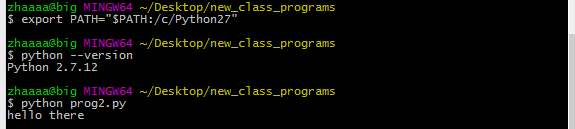 zhaaaa@big MINGW64 ~/Desktop/new_class_programs
$ export PATH="$PATH:/c/Python27"
zhaaaa@big MINGW64 ~/Desktop/new_class_programs
$ python --version
Python 2.7.12
zhaaaa@big MINGW64 ~/Desktop/new_class_programs
$ python prog2.py
hello there